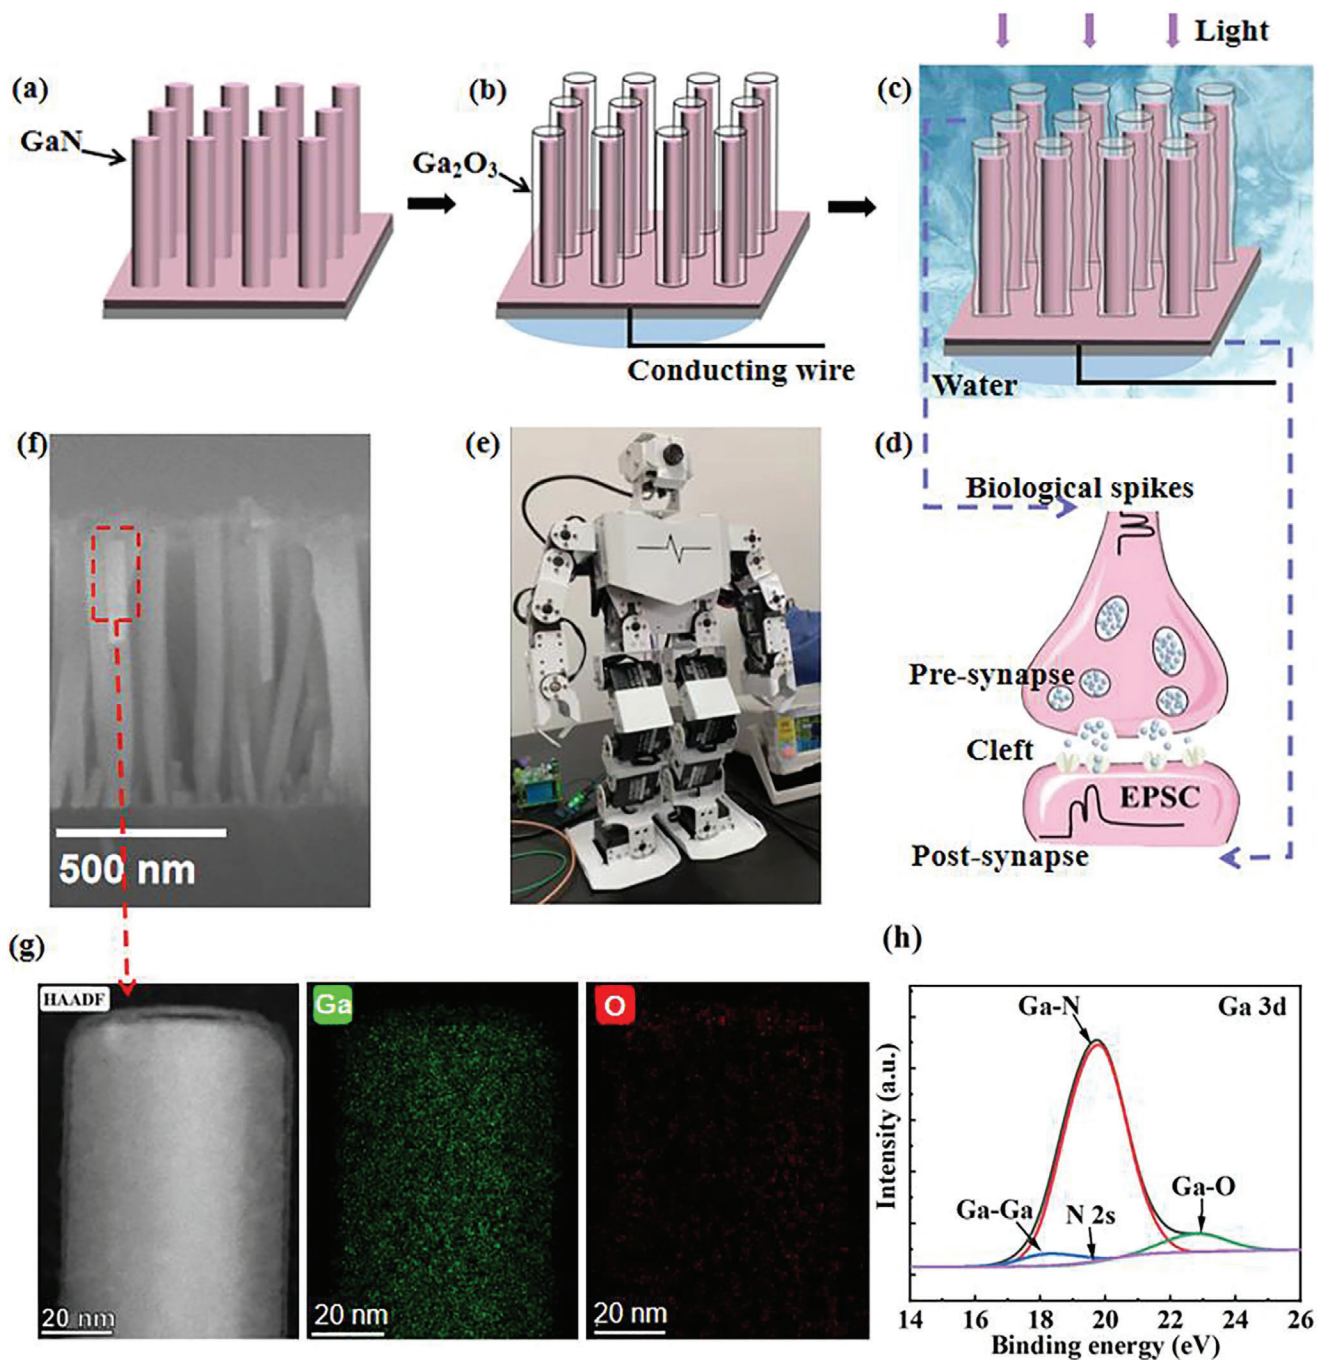 Light
(a)
(b)
(c)
GaN
Ga₂O₃
Conducting wire
Water
(f)
(e)
(d)
Biological spikes
Pre-synapse
Cleft
EPSC
Post-synapse
500 nm
(g)
(h)
HAADF
Ga
O
20 nm
20 nm
20 nm
Ga-N
Ga 3d
Ga-O
Ga-Ga
N 2s
Intensity (a.u.)
14 16 18 20 22 24 26
Binding energy (eV)